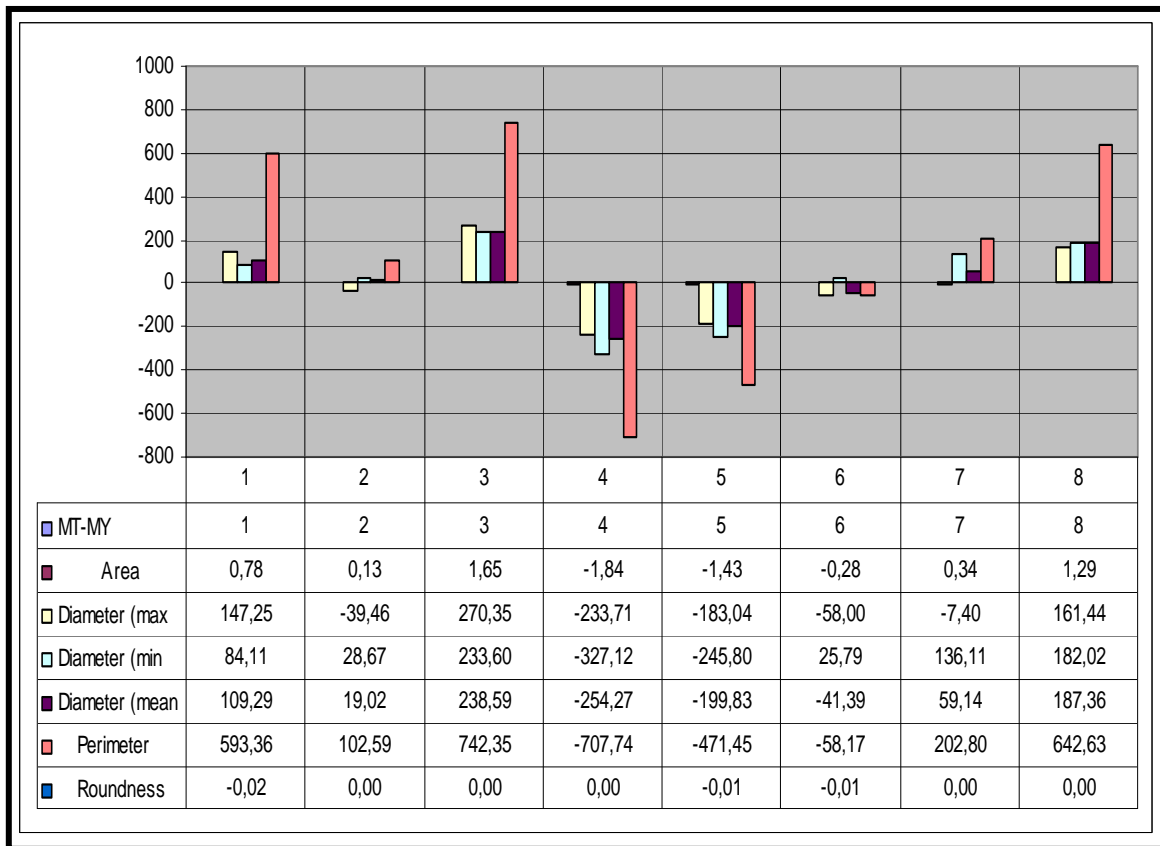 1000
800
600
400
200
0
-200
-400
-600
-800
1 2 3 4 5 6 7 8
MT-MY 1 2 3 4 5 6 7 8
Area 0,78 0,13 1,65 -1,84 -1,43 -0,28 0,34 1,29
Diameter (max 147,25 -39,46 270,35 -233,71 -183,04 -58,00 -7,40 161,44
Diameter (min 84,11 28,67 233,60 -327,12 -245,80 25,79 136,11 182,02
Diameter (mean 109,29 19,02 238,59 -254,27 -199,83 -41,39 59,14 187,36
Perimeter 593,36 102,59 742,35 -707,74 -471,45 -58,17 202,80 642,63
Roundness -0,02 0,00 0,00 0,00 -0,01 -0,01 0,00 0,00